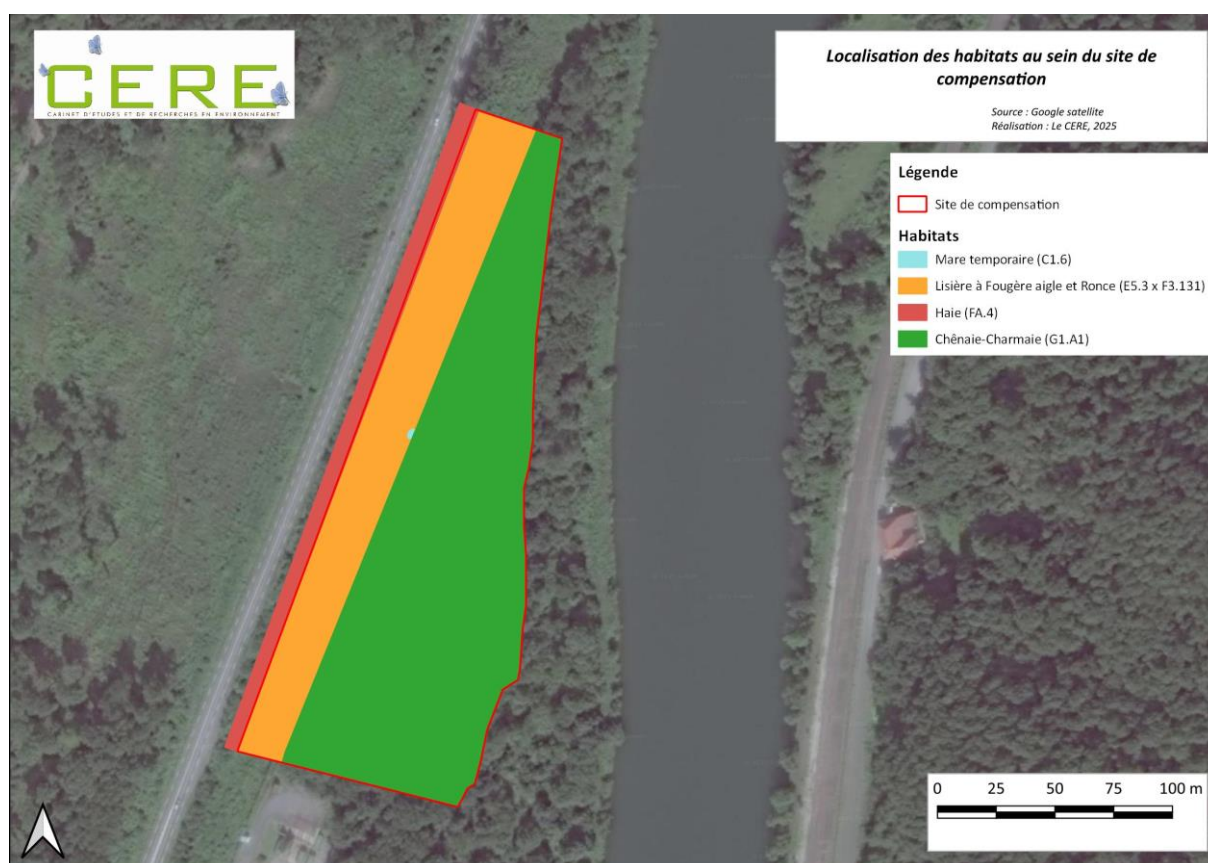 CERE
CABINET D'ETUDES ET DE RECHERCHES EN ENVIRONNEMENT
Localisation des habitats au sein du site de
compensation
Source : Google satellite
Réalisation : Le CERE, 2025
Légende
Site de compensation
Habitats
Mare temporaire (C1.6)
Lisière à Fougère aigle et Ronce (E5.3 x F3.131)
Haie (FA.4)
Chênaie-Charmaie (G1.A1)
0 25 50 75 100 m